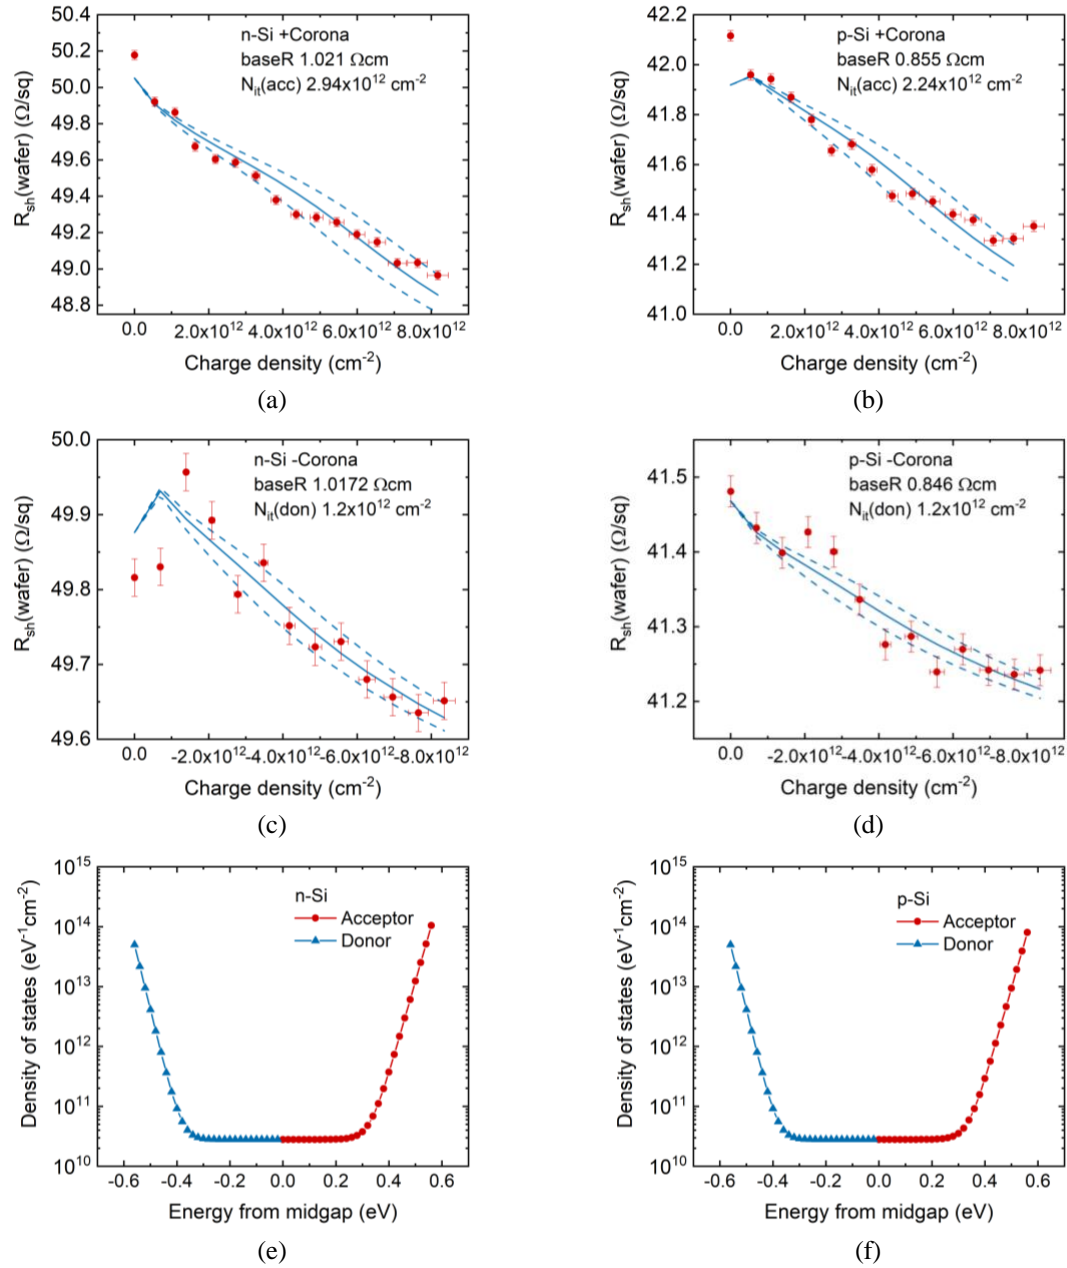 50.4
50.2
50.0
49.8
49.6
49.4
49.2
49.0
48.8
R_sh(wafer) (Ω/sq)
n-Si +Corona
baseR 1.021 Ωcm
N_it(acc) 2.94x10^12 cm^-2
0.0 2.0x10^12 4.0x10^12 6.0x10^12 8.0x10^12
Charge density (cm^-2)
(a)
42.2
42.0
41.8
41.6
41.4
41.2
41.0
R_sh(wafer) (Ω/sq)
p-Si +Corona
baseR 0.855 Ωcm
N_it(acc) 2.24x10^12 cm^-2
0.0 2.0x10^12 4.0x10^12 6.0x10^12 8.0x10^12
Charge density (cm^-2)
(b)
50.0
49.9
49.8
49.7
49.6
R_sh(wafer) (Ω/sq)
n-Si -Corona
baseR 1.0172 Ωcm
N_it(don) 1.2x10^12 cm^-2
0.0 -2.0x10^12 -4.0x10^12 -6.0x10^12 -8.0x10^12
Charge density (cm^-2)
(c)
41.5
41.4
41.3
41.2
R_sh(wafer) (Ω/sq)
p-Si -Corona
baseR 0.846 Ωcm
N_it(don) 1.2x10^12 cm^-2
0.0 -2.0x10^12 -4.0x10^12 -6.0x10^12 -8.0x10^12
Charge density (cm^-2)
(d)
10^15
10^14
10^13
10^12
10^11
10^10
Density of states (eV^-1cm^-2)
n-Si
Acceptor
Donor
-0.6 -0.4 -0.2 0.0 0.2 0.4 0.6
Energy from midgap (eV)
(e)
10^15
10^14
10^13
10^12
10^11
10^10
Density of states (eV^-1cm^-2)
p-Si
Acceptor
Donor
-0.6 -0.4 -0.2 0.0 0.2 0.4 0.6
Energy from midgap (eV)
(f)